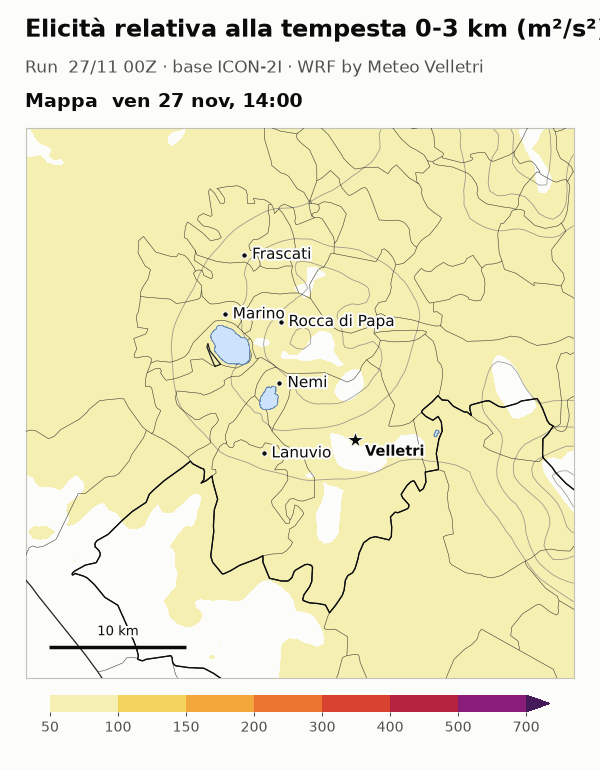 Elicità relativa alla tempesta 0-3 km (m²/s²)
Run  27/11 00Z · base ICON-2I · WRF by Meteo Velletri
Mappa  ven 27 nov, 14:00
Frascati
Marino
Rocca di Papa
Nemi
Velletri
Lanuvio
10 km
50 100 150 200 300 400 500 700